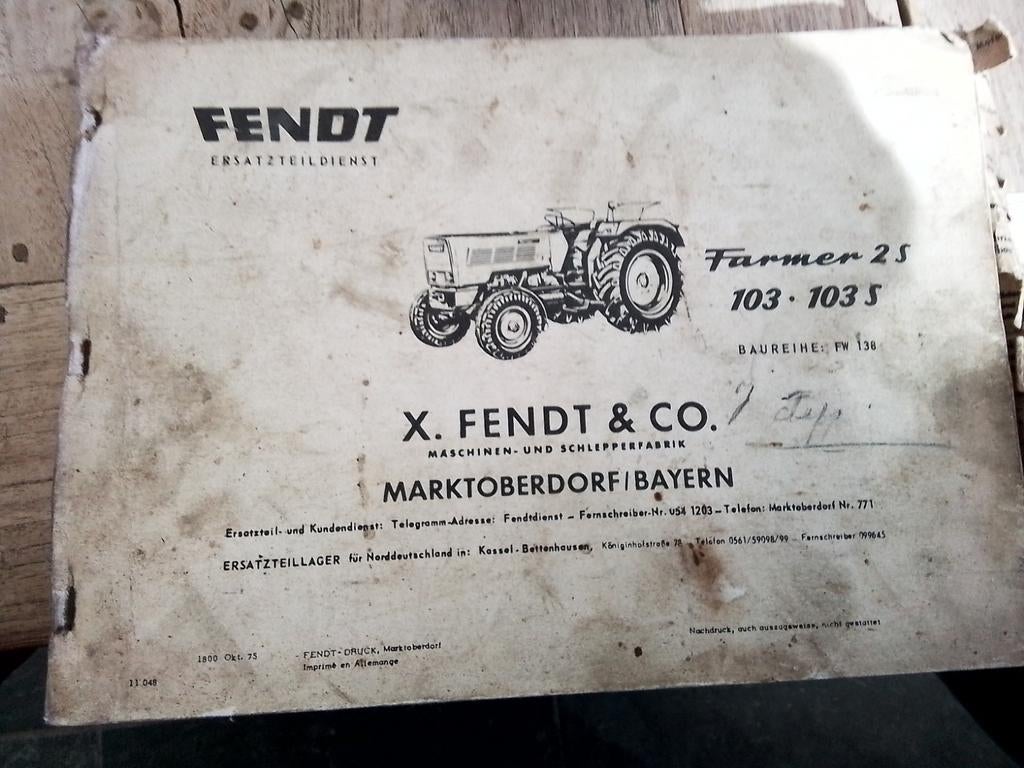 FENDT
ERSATZTEILDIENST
Farmer 2 S
103 · 103 S
BAUREIHE: FW 138
X. FENDT & CO.
MASCHINEN- UND SCHLEPPERFABRIK
MARKTOBERDORF/BAYERN
Ersatzteil- und Kundendienst: Telegramm-Adresse: Fendtdienst – Fernschreiber-Nr. 054 1203 – Telefon: Marktoberdorf Nr. 771
ERSATZTEILLAGER für Norddeutschland in: Kassel-Bettenhausen, Königinhofstraße 78 – Telefon 0561/59098/99 – Fernschreiber 099645
Nachdruck, auch auszugsweise, nicht gestattet
1800 Okt. 75 - FENDT-DRUCK, Marktoberdorf
Imprimé en Allemange
11 048